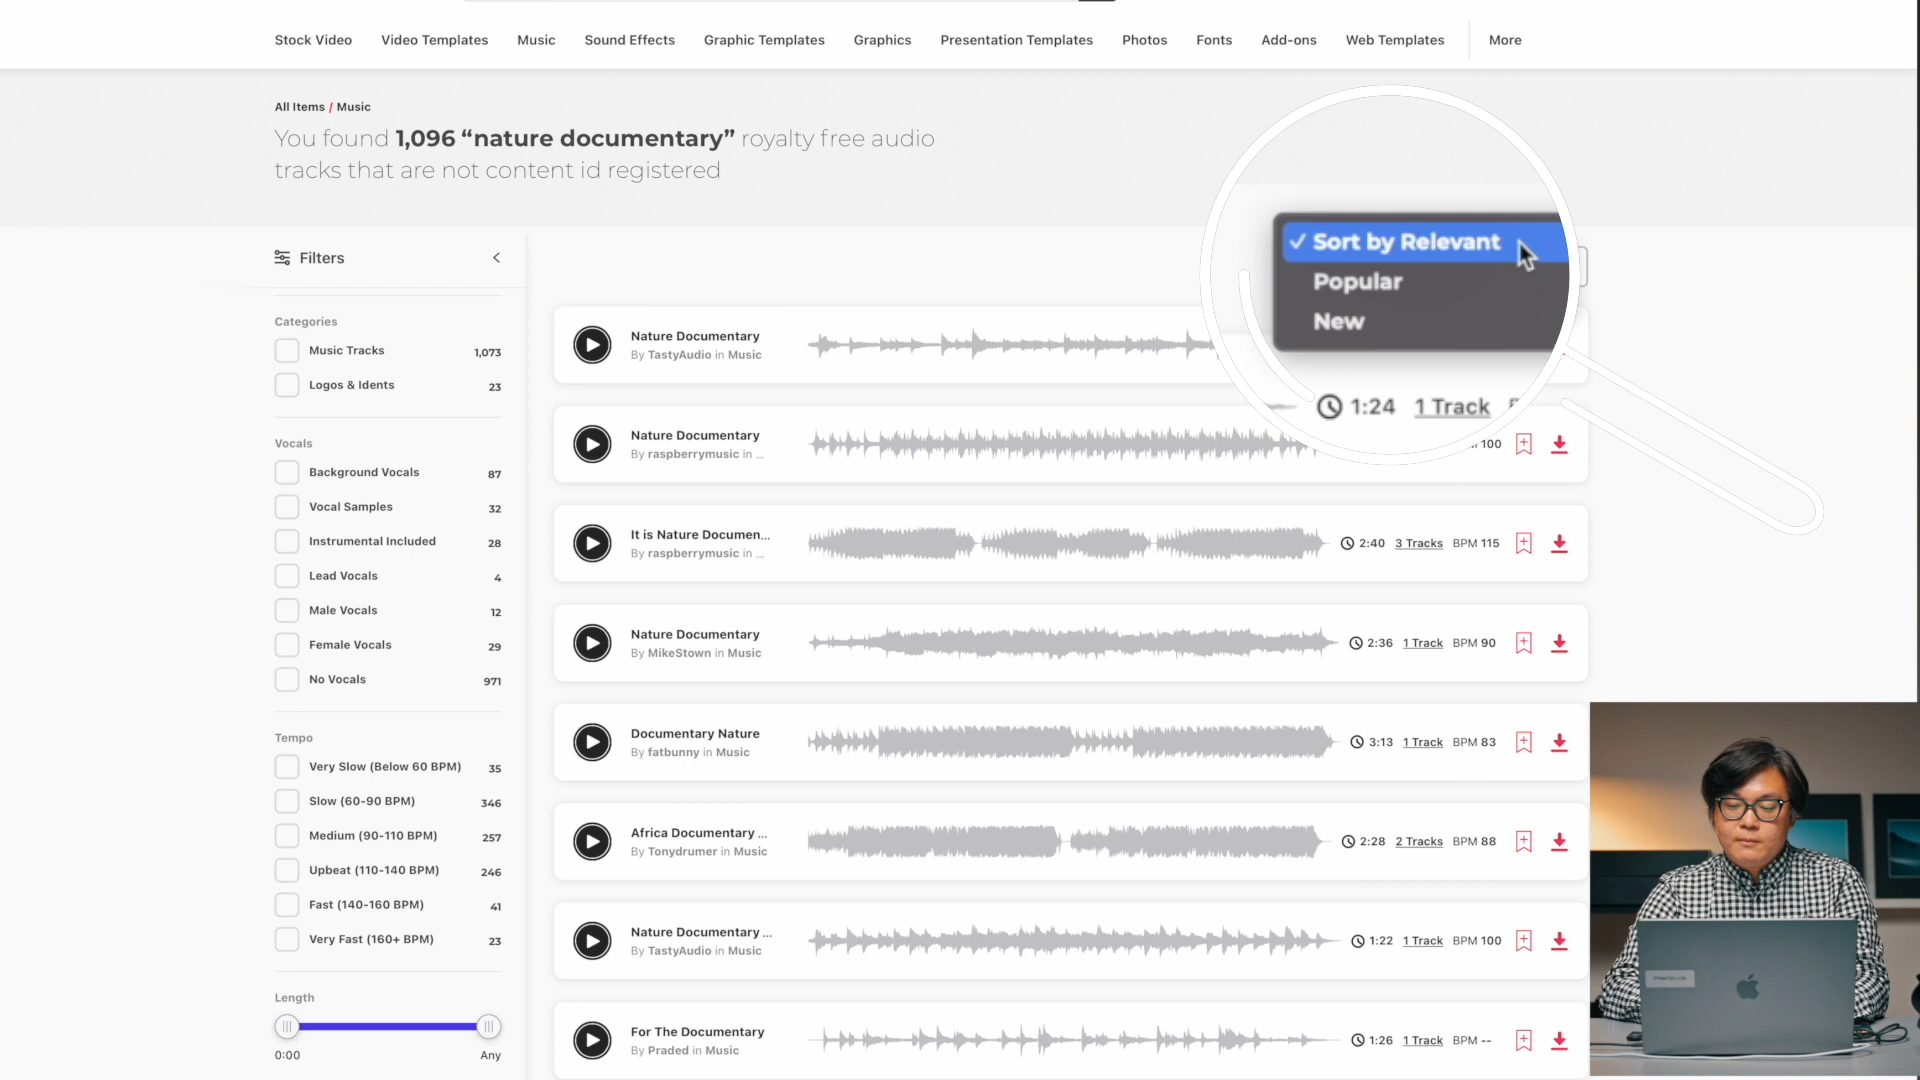 Stock Video Video Templates Music Sound Effects Graphic Templates Graphics Presentation Templates Photos Fonts Add-ons Web Templates More
All Items / Music
You found 1,096 “nature documentary” royalty free audio
tracks that are not content id registered
Filters
Categories
Music Tracks 1,073
Logos & Idents 23
Vocals
Background Vocals 87
Vocal Samples 32
Instrumental Included 28
Lead Vocals 4
Male Vocals 12
Female Vocals 29
No Vocals 971
Tempo
Very Slow (Below 60 BPM) 35
Slow (60-90 BPM) 346
Medium (90-110 BPM) 257
Upbeat (110-140 BPM) 246
Fast (140-160 BPM) 41
Very Fast (160+ BPM) 23
Length
0:00 Any
✓ Sort by Relevant
Popular
New
1:24 1 Track
Nature Documentary
By TastyAudio in Music
Nature Documentary
By raspberrymusic in ...
100
It is Nature Documen...
By raspberrymusic in ...
2:40 3 Tracks BPM 115
Nature Documentary
By MikeStown in Music
2:36 1 Track BPM 90
Documentary Nature
By fatbunny in Music
3:13 1 Track BPM 83
Africa Documentary ...
By Tonydrumer in Music
2:28 2 Tracks BPM 88
Nature Documentary ...
By TastyAudio in Music
1:22 1 Track BPM 100
For The Documentary
By Praded in Music
1:26 1 Track BPM --